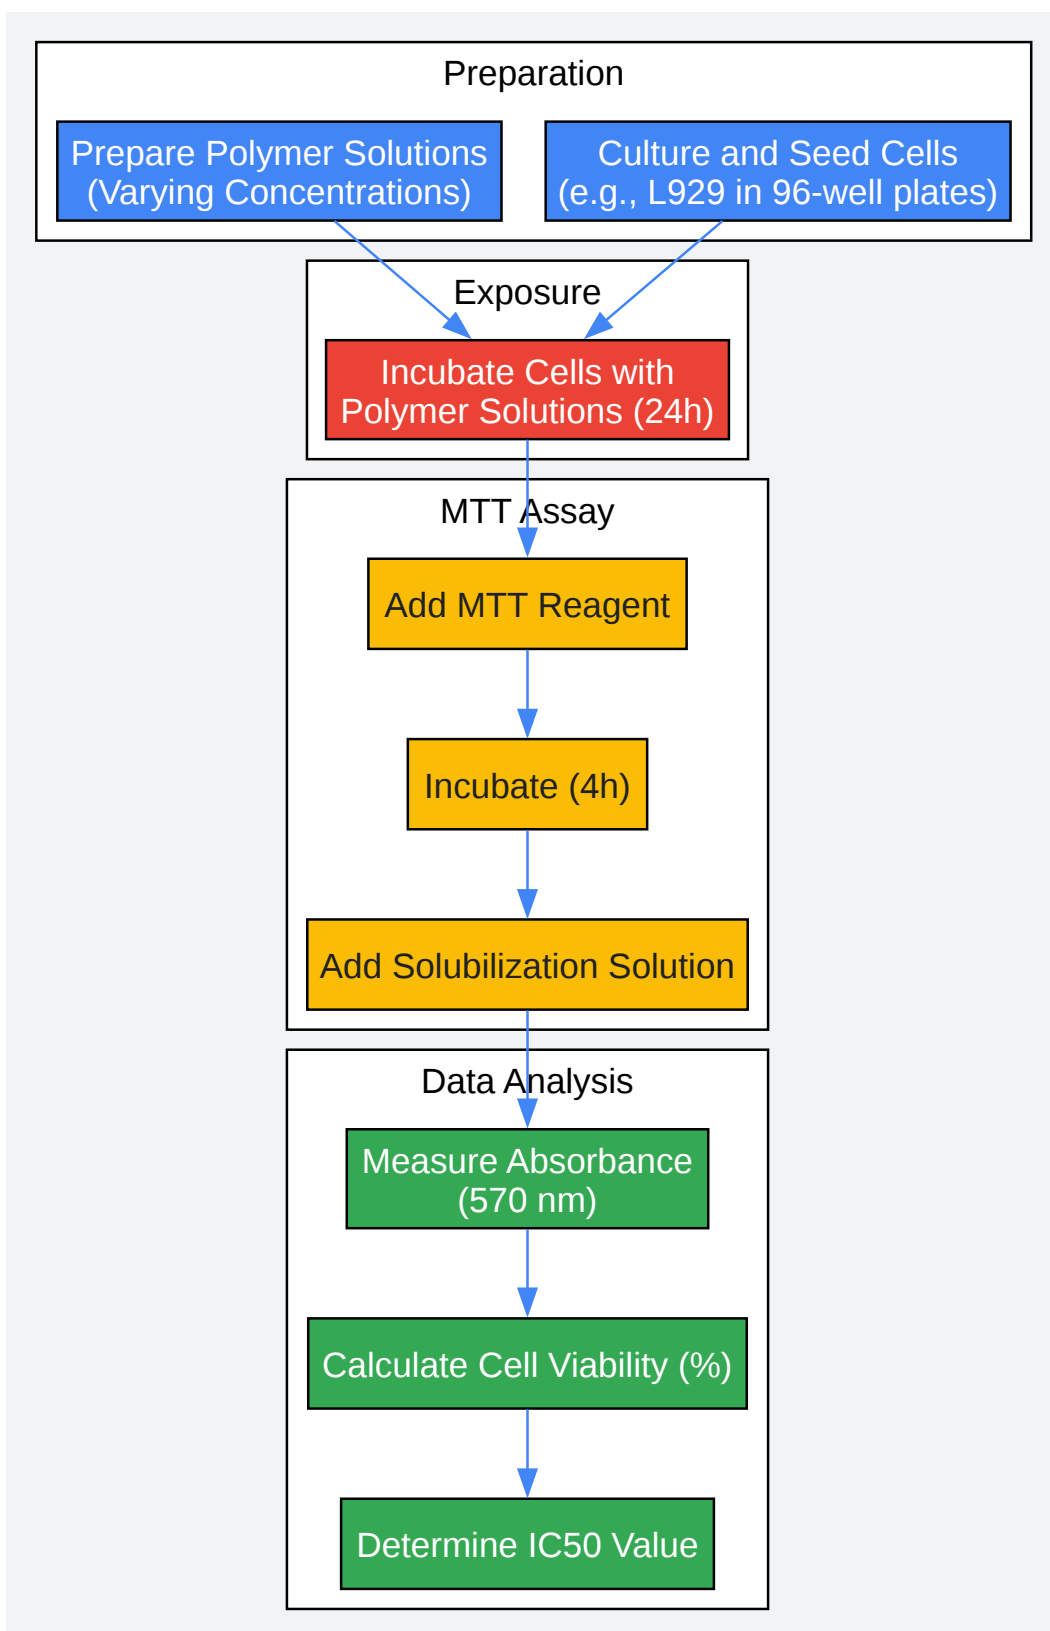 Preparation
Prepare Polymer Solutions
(Varying Concentrations)
Culture and Seed Cells
(e.g., L929 in 96-well plates)
Exposure
Incubate Cells with
Polymer Solutions (24h)
MTT Assay
Add MTT Reagent
Incubate (4h)
Add Solubilization Solution
Data Analysis
Measure Absorbance
(570 nm)
Calculate Cell Viability (%)
Determine IC50 Value